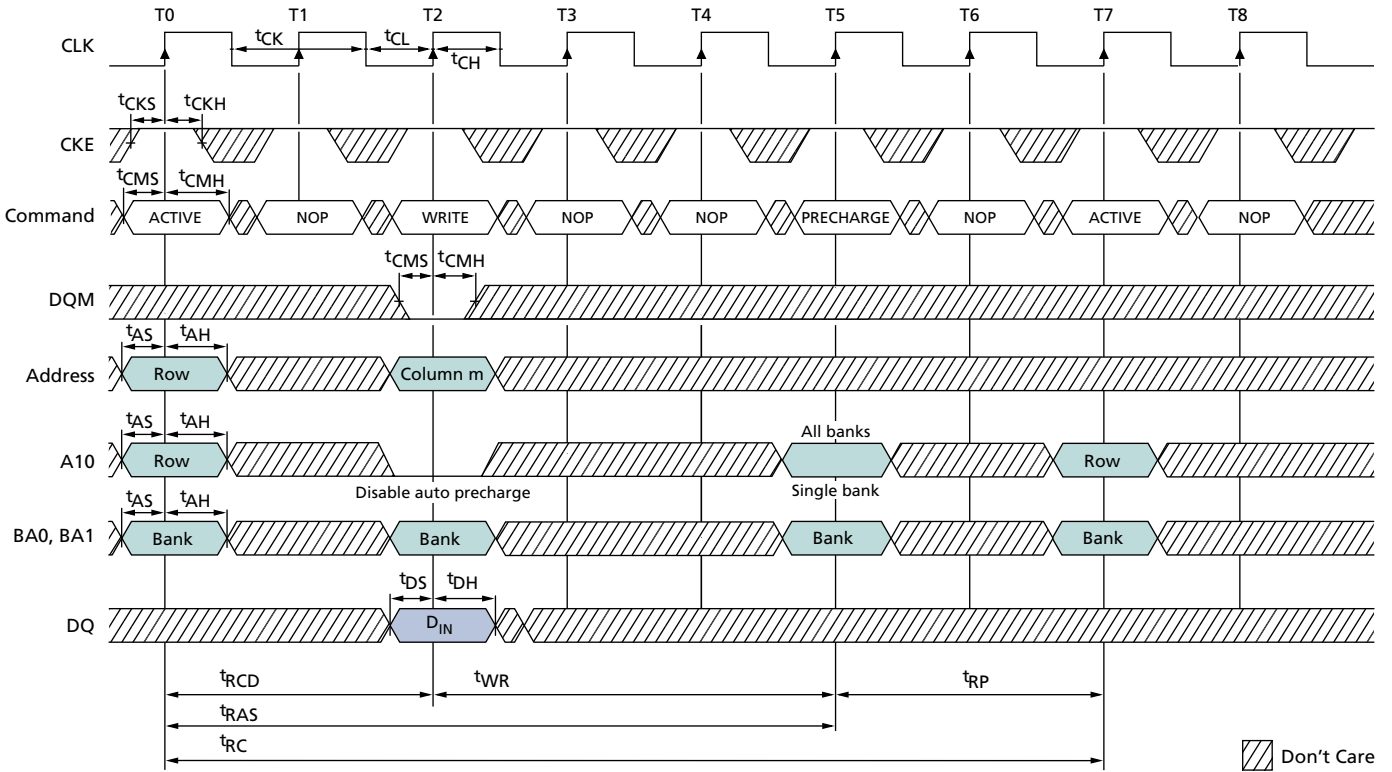 T0 T1 T2 T3 T4 T5 T6 T7 T8
CLK
tCK tCL
tCH
tCKS tCKH
CKE
tCMS tCMH
Command ACTIVE NOP WRITE NOP NOP PRECHARGE NOP ACTIVE NOP
tCMS tCMH
DQM
tAS tAH
Address Row Column m
tAS tAH All banks
A10 Row Row
Disable auto precharge Single bank
tAS tAH
BA0, BA1 Bank Bank Bank Bank
tDS tDH
DQ DIN
tRCD tWR tRP
tRAS
tRC
Don't Care